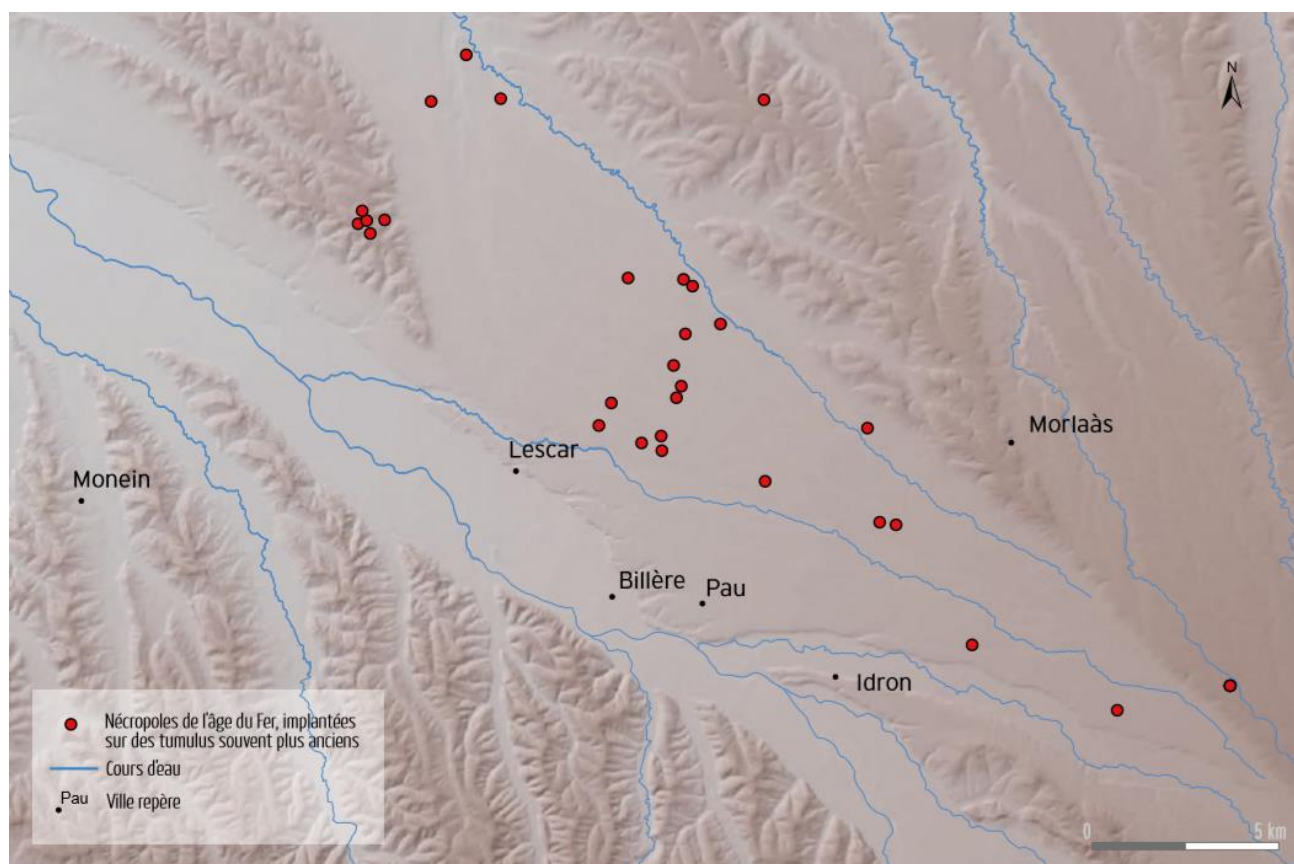 N
Morlaàs
Lescar
Monein
Billère
Pau
Idron
Nécropoles de l'âge du Fer, implantées
sur des tumulus souvent plus anciens
Cours d'eau
Pau
Ville repère
0
5 km